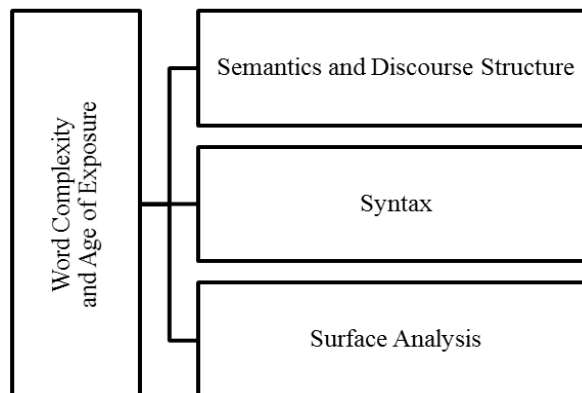 Word Complexity
and Age of Exposure
Semantics and Discourse Structure
Syntax
Surface Analysis